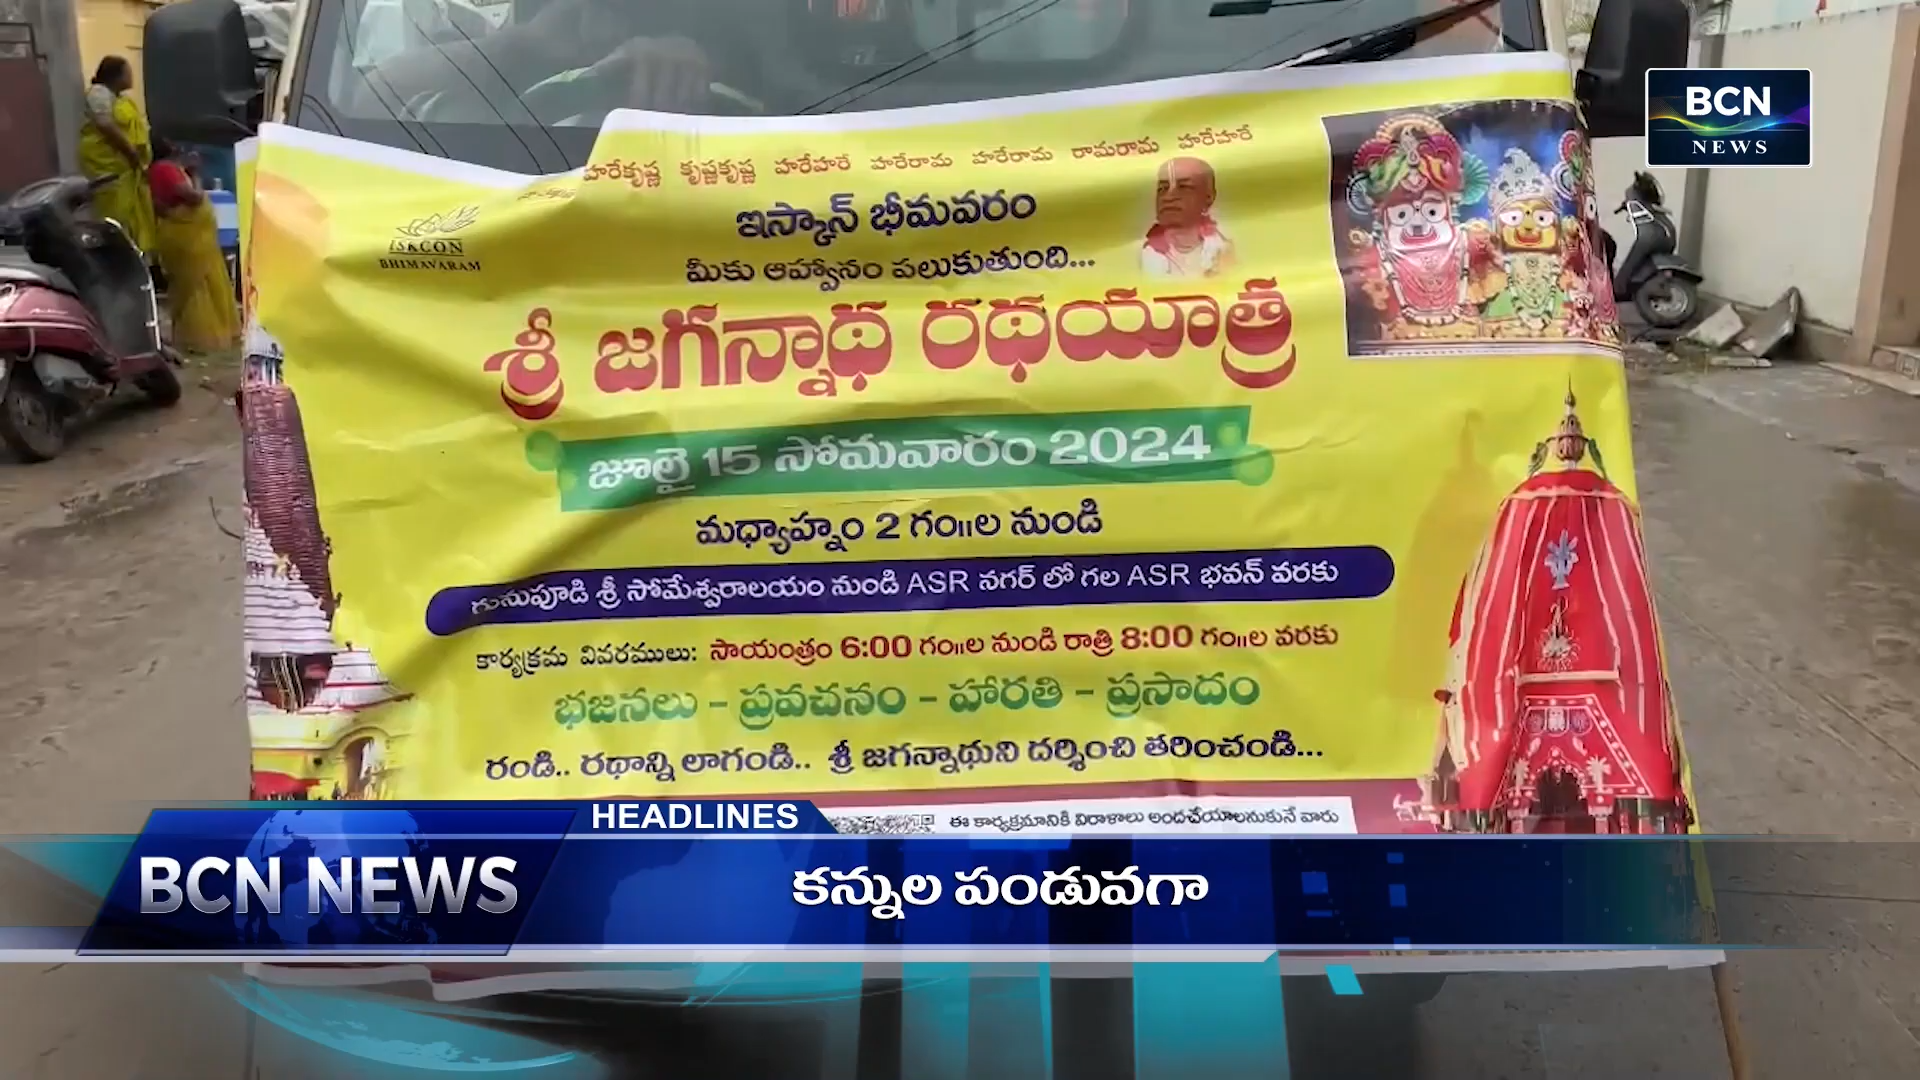 BCN
NEWS
హరేకృష్ణ కృష్ణకృష్ణ హరేహరే హరేరామ హరేరామ రామరామ హరేహరే
ISKCON
BHIMAVARAM
ఇస్కాన్ భీమవరం
మీకు ఆహ్వానం పలుకుతుంది...
శ్రీ జగన్నాథ రథయాత్ర
జూలై 15 సోమవారం 2024
మధ్యాహ్నం 2 గం॥ల నుండి
గునుపూడి శ్రీ సోమేశ్వరాలయం నుండి ASR నగర్ లో గల ASR భవన్ వరకు
కార్యక్రమ వివరములు: సాయంత్రం 6:00 గం॥ల నుండి రాత్రి 8:00 గం॥ల వరకు
భజనలు - ప్రవచనం - హారతి - ప్రసాదం
రండి.. రథాన్ని లాగండి.. శ్రీ జగన్నాథుని దర్శించి తరించండి...
ఈ కార్యక్రమానికి విరాళాలు అందచేయాలనుకునే వారు
HEADLINES
BCN NEWS
కన్నుల పండువగా